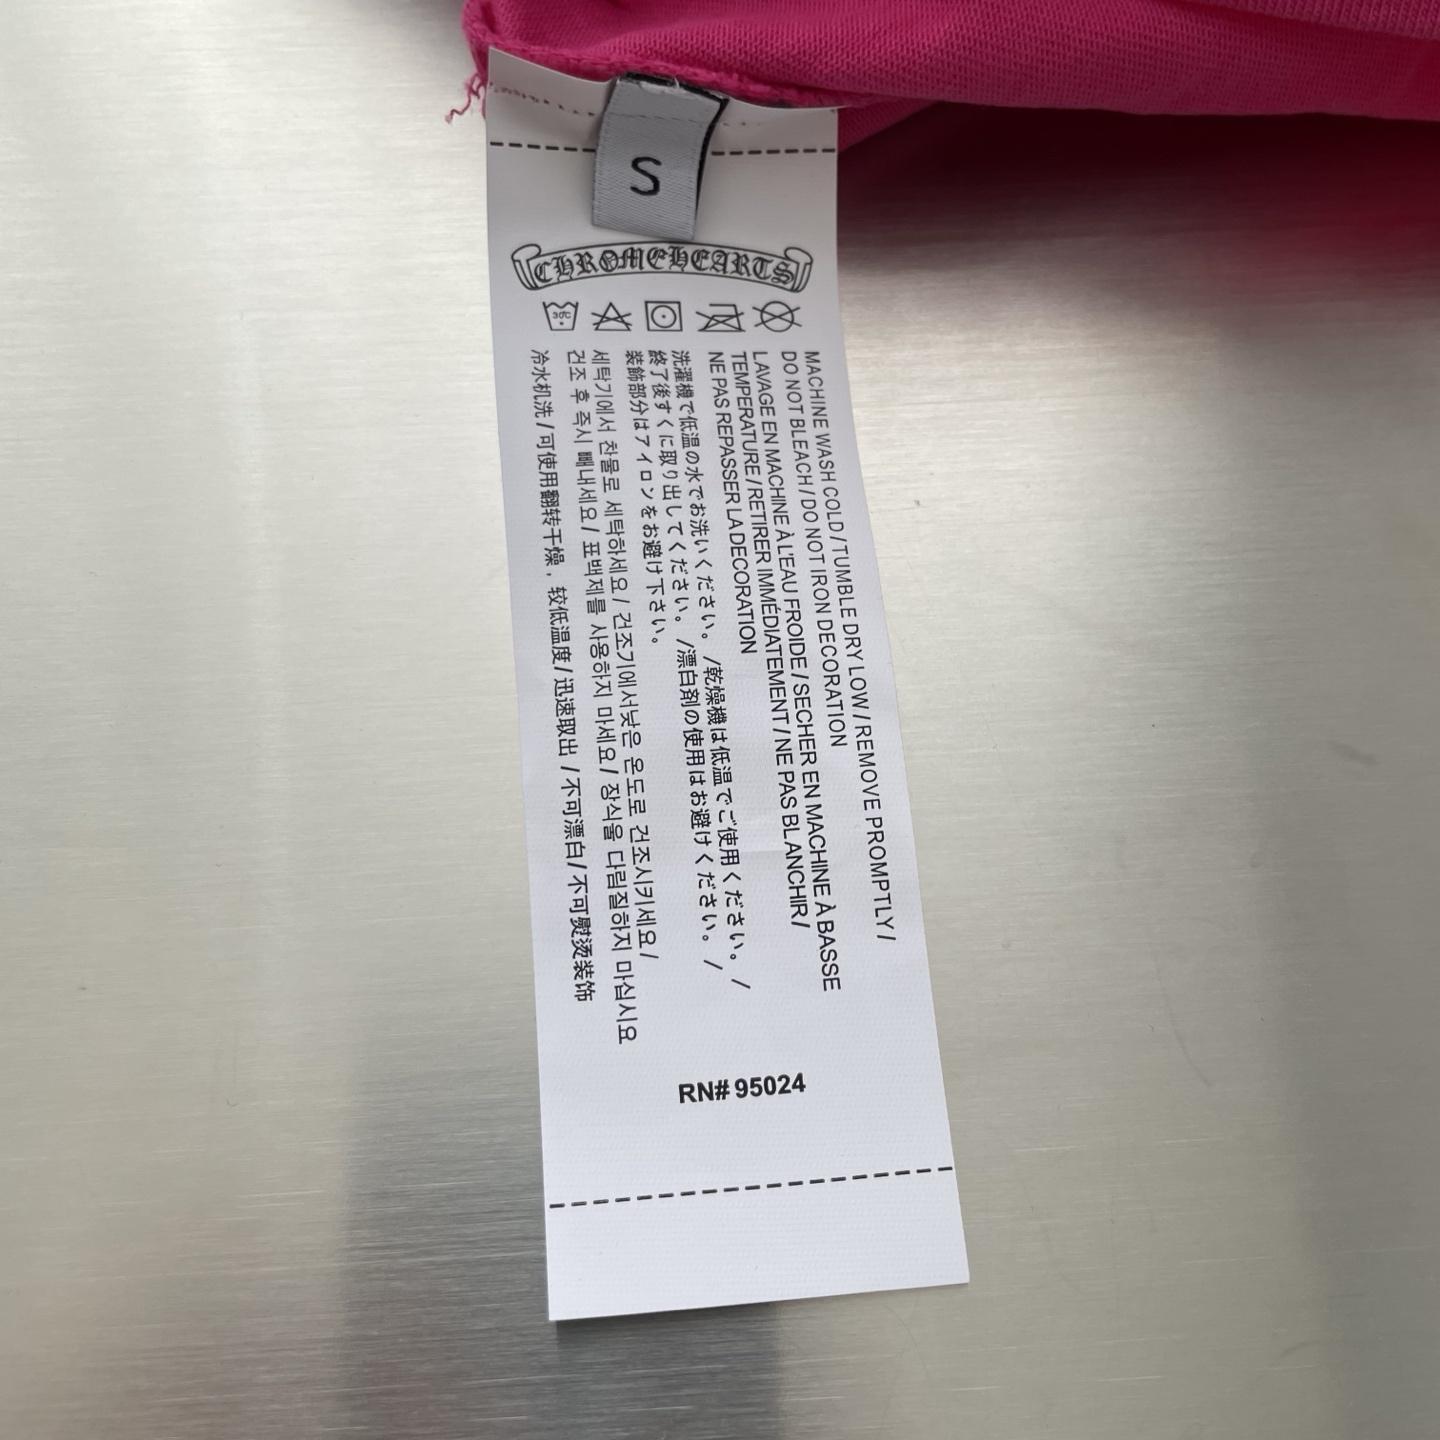 S
CHROMEHEARTS
30C
MACHINE WASH COLD / TUMBLE DRY LOW / REMOVE PROMPTLY /
DO NOT BLEACH / DO NOT IRON DECORATION
LAVAGE EN MACHINE À L'EAU FROIDE / SECHER EN MACHINE À BASSE
TEMPERATURE / RETIRER IMMÉDIATEMENT / NE PAS BLANCHIR /
NE PAS REPASSER LA DECORATION
洗濯機で低温の水でお洗いください。/乾燥機は低温でご使用ください。/
終了後すくに取り出してください。/漂白剤の使用はお避けください。/
装飾部分はアイロンをお避け下さい。
세탁기에서 찬물로 세탁하세요 / 건조기에서낮은 온도로 건조시키세요 /
건조 후 즉시 빼내세요 / 표백제를 사용하지 마세요 / 장식을 다림질하지 마십시요
冷水机洗 / 可使用翻转干燥，较低温度 / 迅速取出 / 不可漂白 / 不可熨烫装饰
RN# 95024